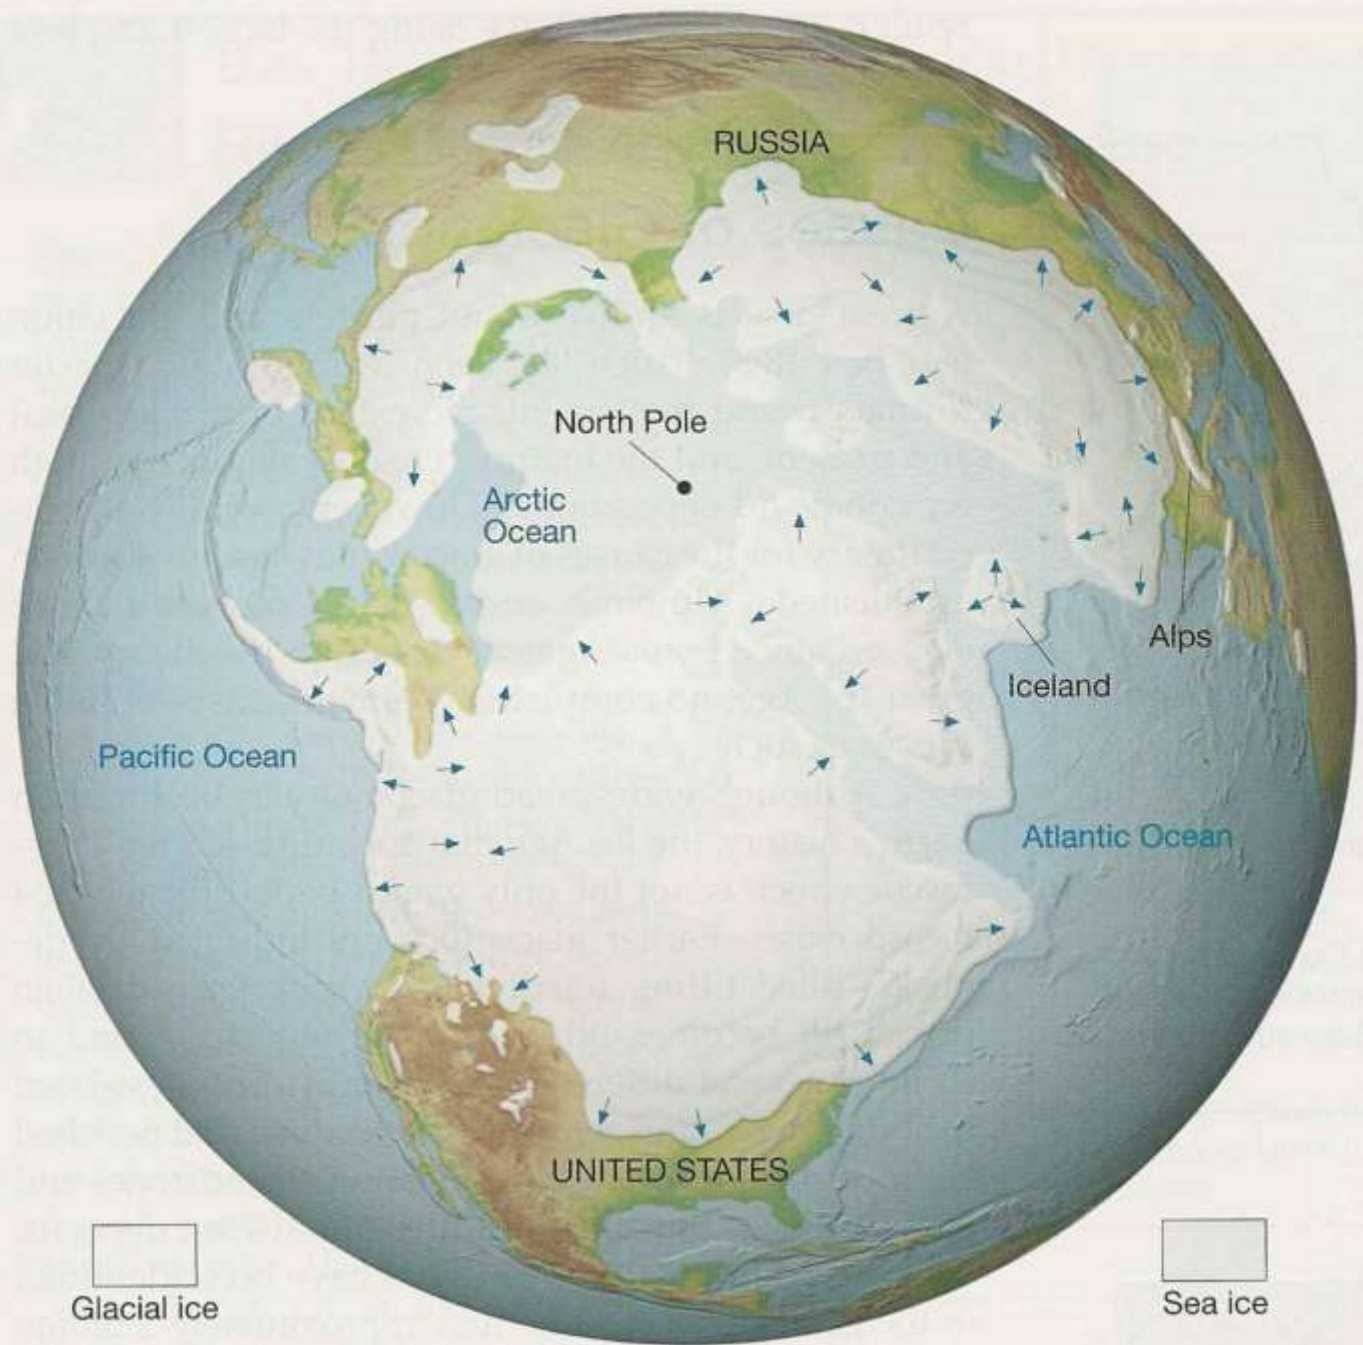 RUSSIA
North Pole
Arctic
Ocean
Alps
Iceland
Pacific Ocean
Atlantic Ocean
UNITED STATES
Glacial ice
Sea ice